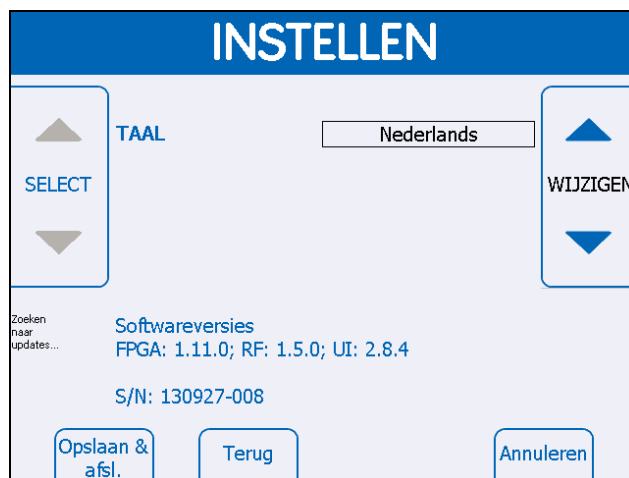 INSTELLEN
TAAL
Nederlands
SELECT
WIJZIGEN
Zoeken
naar
updates...
Softwareversies
FPGA: 1.11.0; RF: 1.5.0; UI: 2.8.4
S/N: 130927-008
Opslaan &
afsl.
Terug
Annuleren